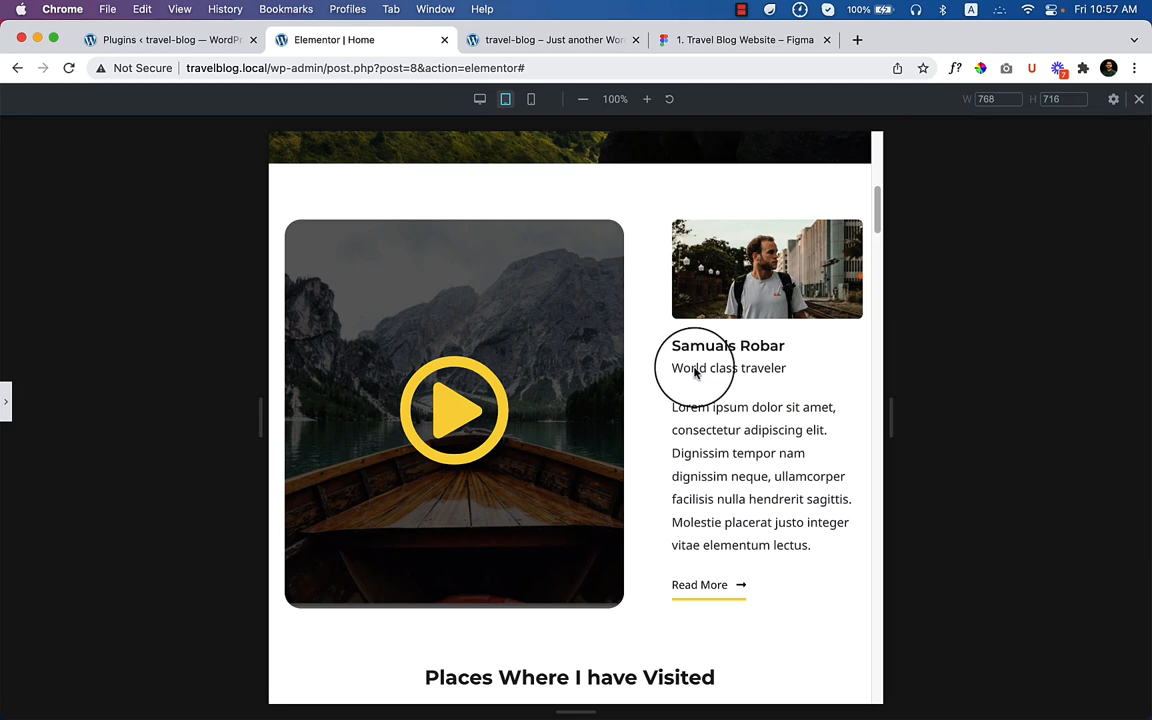 Chrome File Edit View History Bookmarks Profiles Tab Window Help 100% A Fri 10:57 AM
Plugins ‹ travel-blog — WordPr
Elementor | Home
travel-blog – Just another Wor
1. Travel Blog Website – Figma
Not Secure travelblog.local/wp-admin/post.php?post=8&action=elementor# f? U 7
100% W 768 H 716
Samuals Robar
World class traveler
Lorem ipsum dolor sit amet,
consectetur adipiscing elit.
Dignissim tempor nam
dignissim neque, ullamcorper
facilisis nulla hendrerit sagittis.
Molestie placerat justo integer
vitae elementum lectus.
Read More
Places Where I have Visited